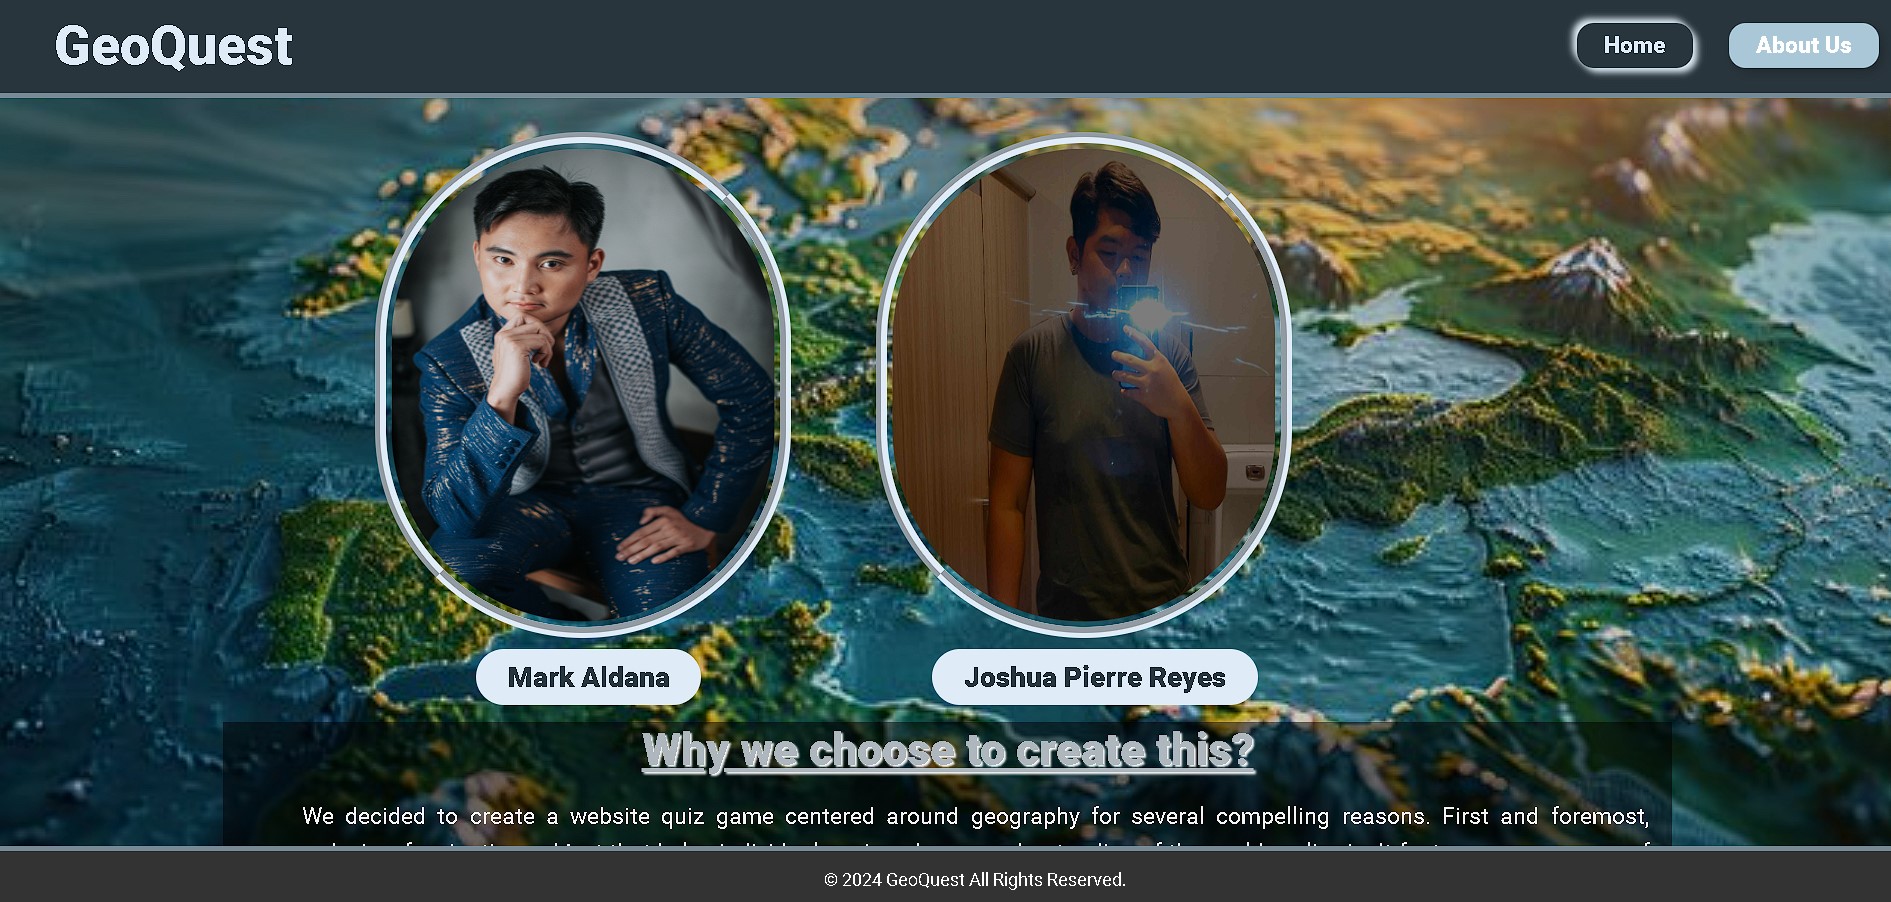 GeoQuest
Home
About Us
Mark Aldana
Joshua Pierre Reyes
Why we choose to create this?
We decided to create a website quiz game centered around geography for several compelling reasons. First and foremost,
© 2024 GeoQuest All Rights Reserved.